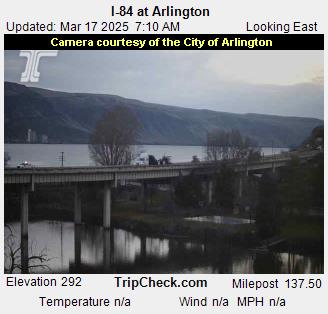 I-84 at Arlington
Updated: Mar 17 2025 7:10 AM Looking East
Camera courtesy of the City of Arlington
Elevation 292 TripCheck.com Milepost 137.50
Temperature n/a Wind n/a MPH n/a